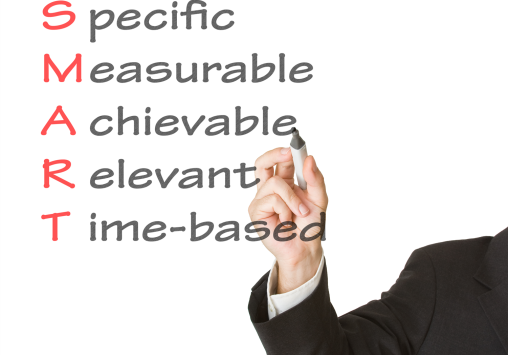 Specific
Measurable
Achievable
Relevant
Time-based